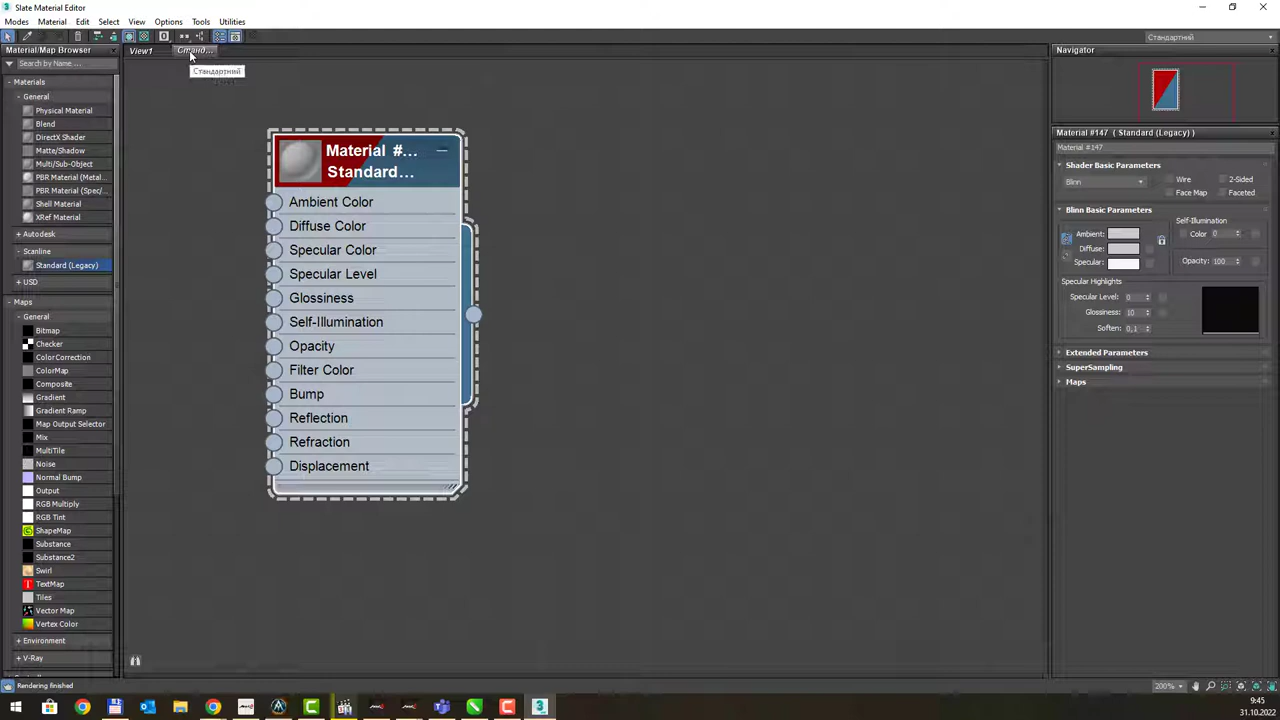 Slate Material Editor
Modes Material Edit Select View Options Tools Utilities
Material/Map Browser
View1
Станд...
Стандартний
Стандартний
Search by Name ...
- Materials
- General
Physical Material
Blend
DirectX Shader
Matte/Shadow
Multi/Sub-Object
PBR Material (Metal...
PBR Material (Spec/...
Shell Material
XRef Material
+ Autodesk
- Scanline
Standard (Legacy)
+ USD
- Maps
- General
Bitmap
Checker
ColorCorrection
ColorMap
Composite
Gradient
Gradient Ramp
Map Output Selector
Mix
MultiTile
Noise
Normal Bump
Output
RGB Multiply
RGB Tint
ShapeMap
Substance
Substance2
Swirl
TextMap
Tiles
Vector Map
Vertex Color
+ Environment
+ V-Ray
Material #...
Standard...
Ambient Color
Diffuse Color
Specular Color
Specular Level
Glossiness
Self-Illumination
Opacity
Filter Color
Bump
Reflection
Refraction
Displacement
Navigator
Material #147 ( Standard (Legacy) )
Material #147
Shader Basic Parameters
Blinn
Wire
2-Sided
Face Map
Faceted
Blinn Basic Parameters
Self-Illumination
Ambient:
Color 0
Diffuse:
Specular:
Opacity: 100
Specular Highlights
Specular Level: 0
Glossiness: 10
Soften: 0,1
Extended Parameters
SuperSampling
Maps
Rendering finished
200%
9:45
31.10.2022